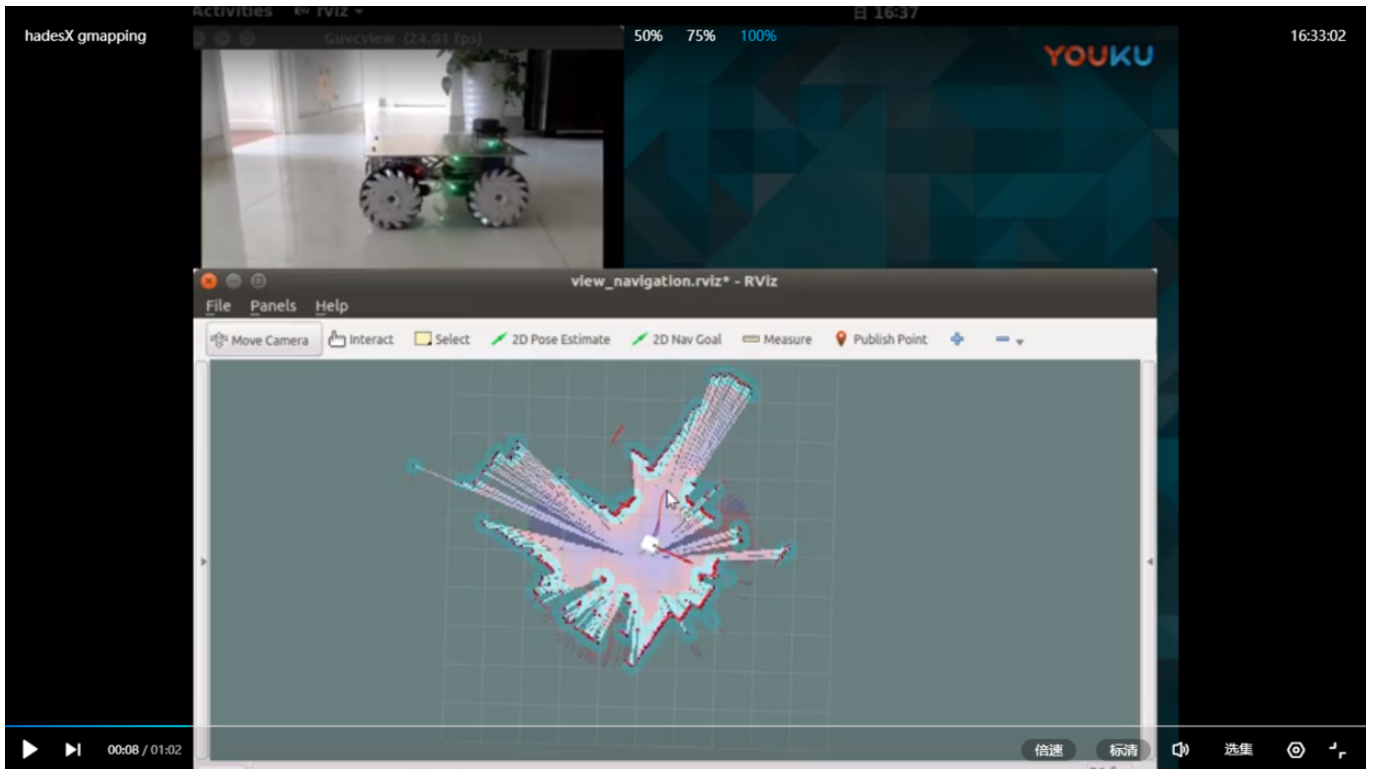 Activities rviz 16:37
hadesX gmapping
Guvcview (24.01 fps)
50% 75% 100%
16:33:02
YOUKU
view_navigation.rviz* - RViz
File Panels Help
Move Camera Interact Select 2D Pose Estimate 2D Nav Goal Measure Publish Point
00:08 / 01:02
倍速 标清 选集